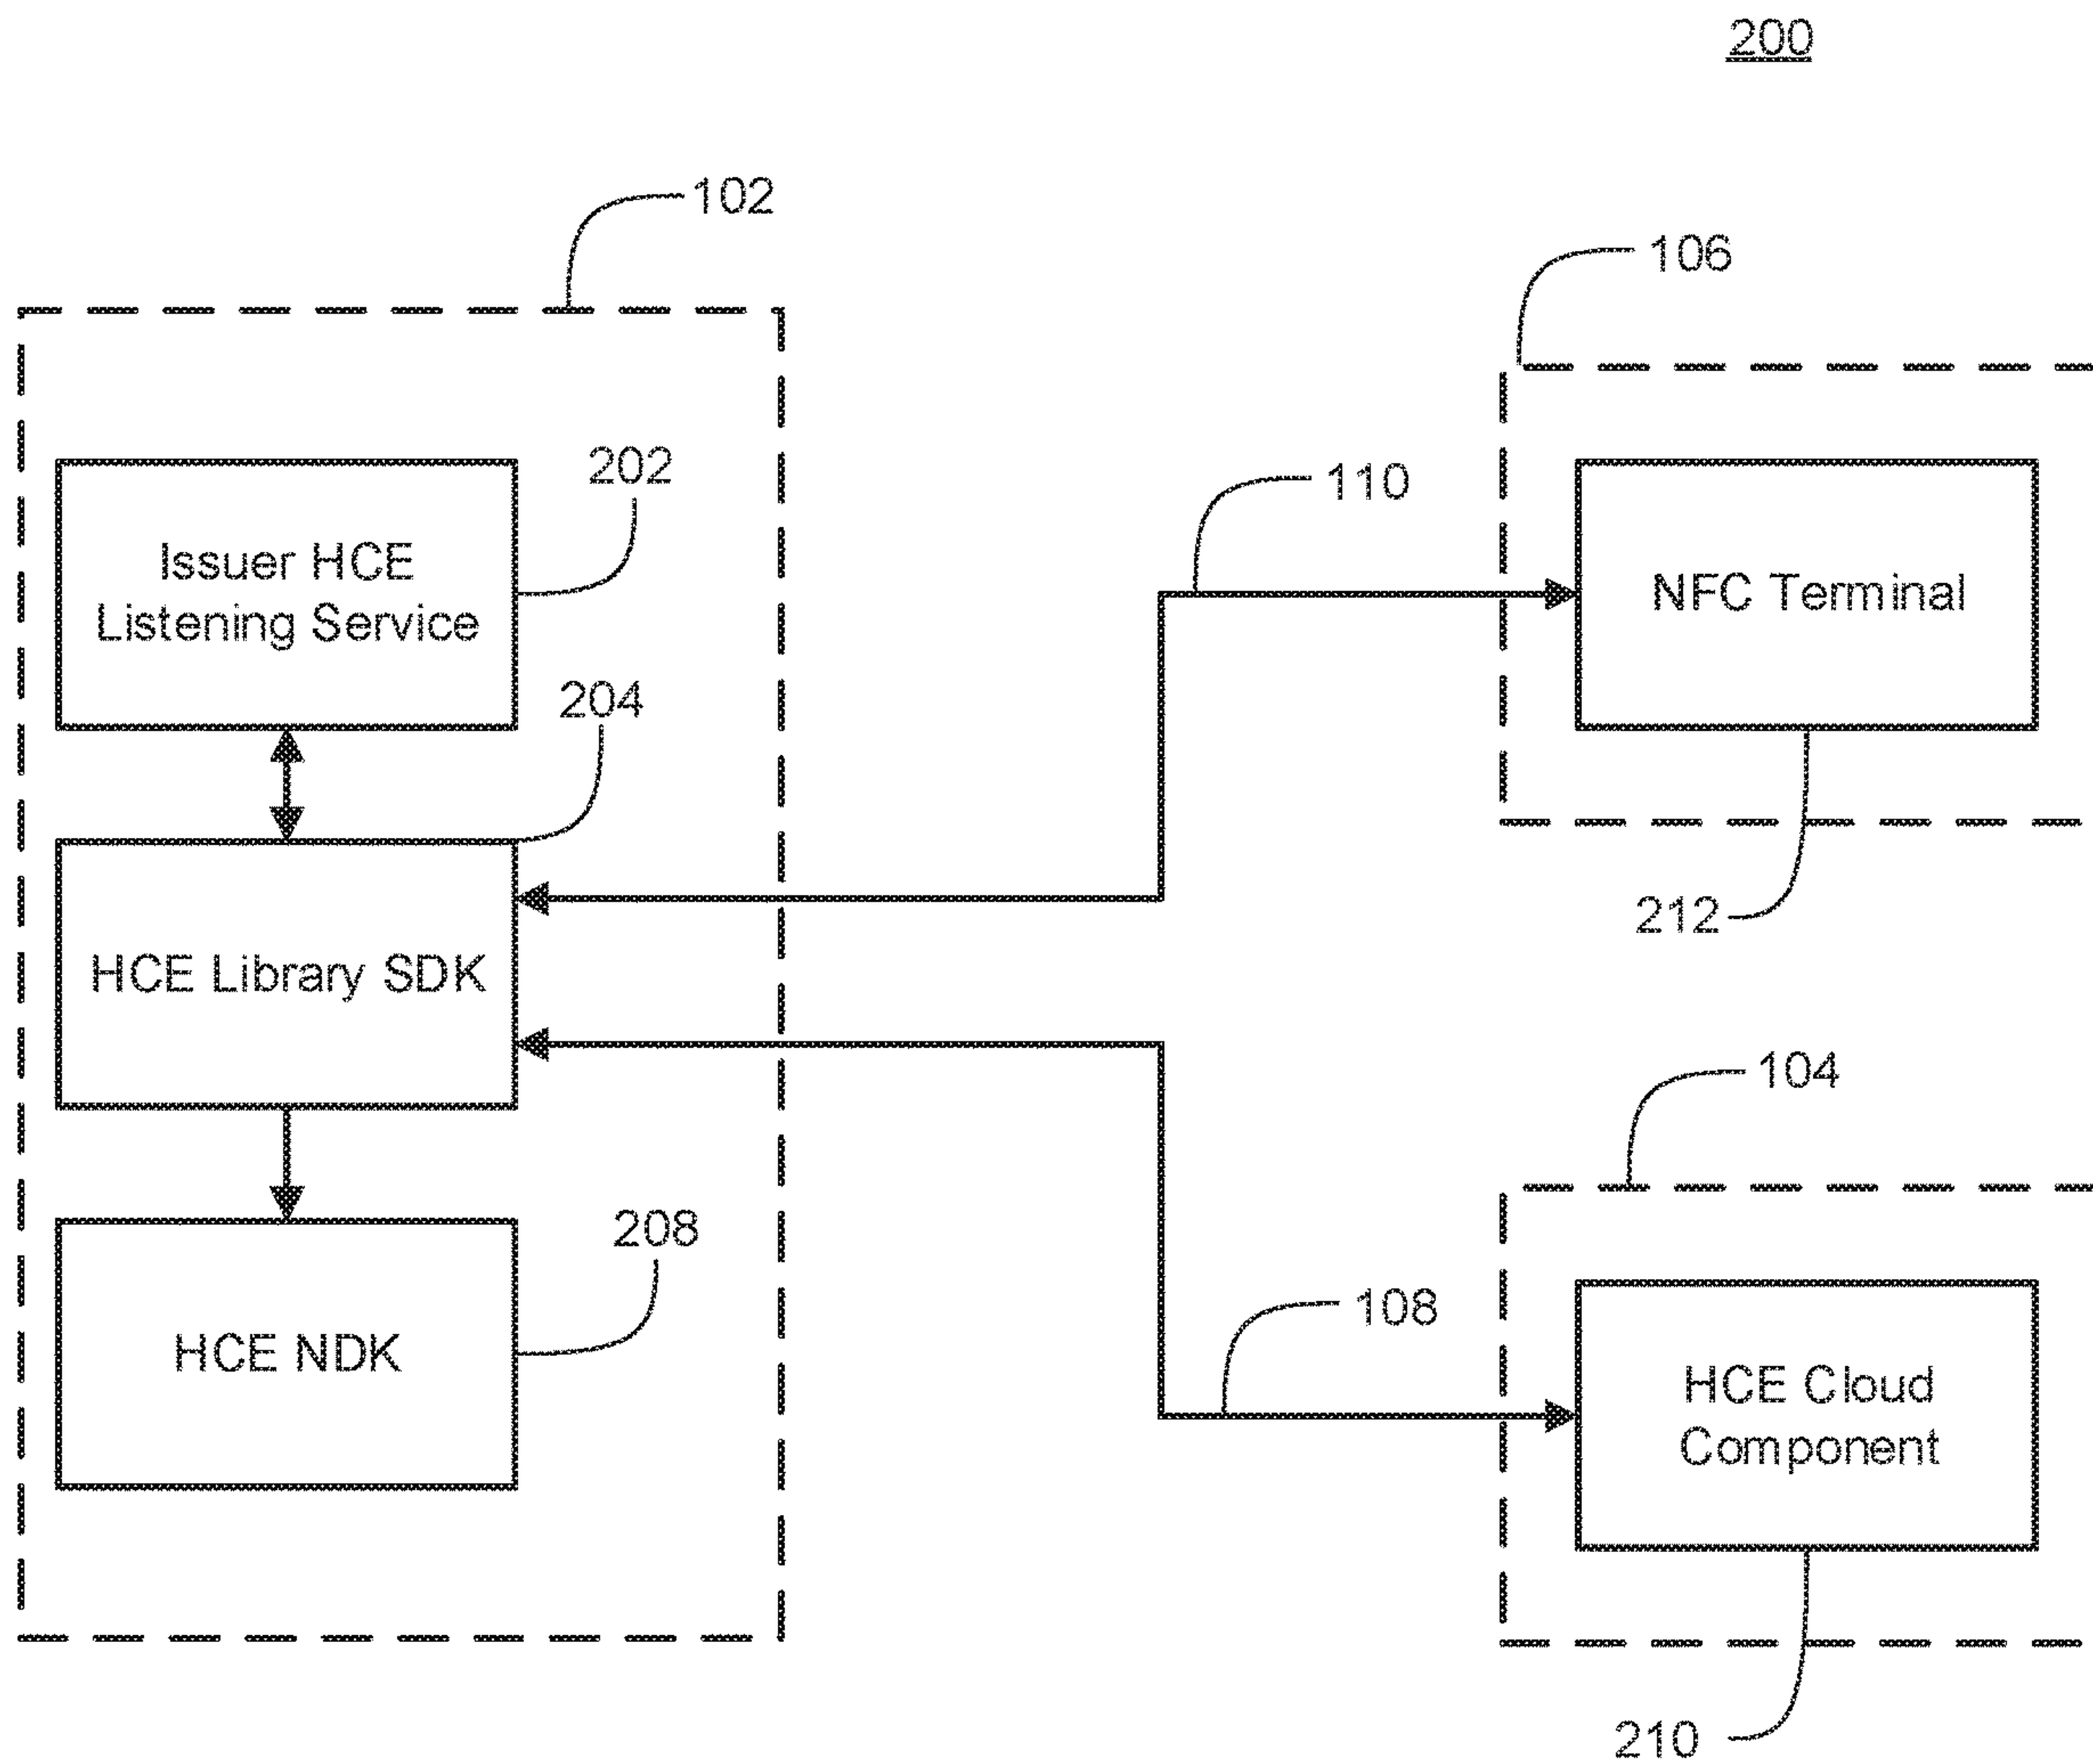 200
102
106
202
Issuer HCE
Listening Service
110
NFC Terminal
204
212
HCE Library SDK
104
208
108
HCE NDK
HCE Cloud
Component
210